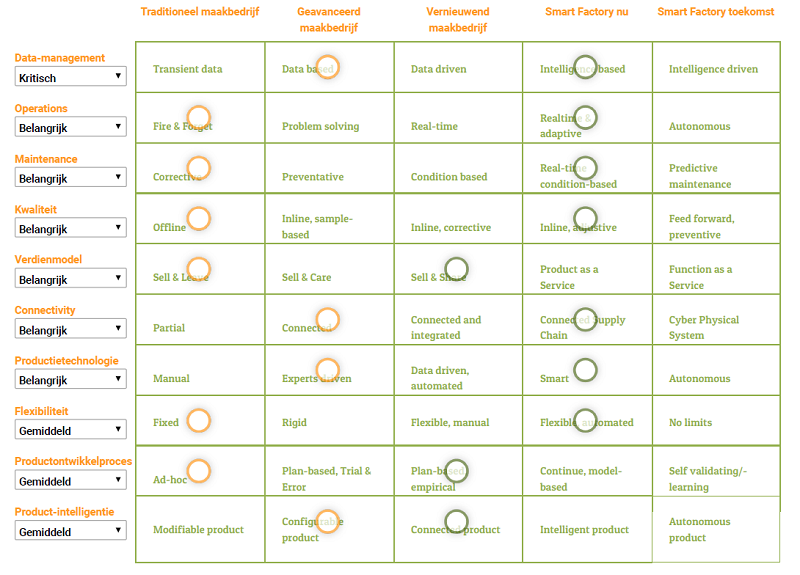 Traditioneel maakbedrijf
Geavanceerd
maakbedrijf
Vernieuwend
maakbedrijf
Smart Factory nu
Smart Factory toekomst
Data-management
Kritisch
Transient data
Data based
Data driven
Intelligence based
Intelligence driven
Operations
Belangrijk
Fire & Forget
Problem solving
Real-time
Realtime &
adaptive
Autonomous
Maintenance
Belangrijk
Corrective
Preventative
Condition based
Real-time
condition-based
Predictive
maintenance
Kwaliteit
Belangrijk
Offline
Inline, sample-
based
Inline, corrective
Inline, adjustive
Feed forward,
preventive
Verdienmodel
Belangrijk
Sell & Leave
Sell & Care
Sell & Share
Product as a
Service
Function as a
Service
Connectivity
Belangrijk
Partial
Connected
Connected and
integrated
Connected Supply
Chain
Cyber Physical
System
Productietechnologie
Belangrijk
Manual
Experts driven
Data driven,
automated
Smart
Autonomous
Flexibiliteit
Gemiddeld
Fixed
Rigid
Flexible, manual
Flexible, automated
No limits
Productontwikkelproces
Gemiddeld
Ad-hoc
Plan-based, Trial &
Error
Plan-based,
empirical
Continue, model-
based
Self validating/-
learning
Product-intelligentie
Gemiddeld
Modifiable product
Configurable
product
Connected product
Intelligent product
Autonomous
product